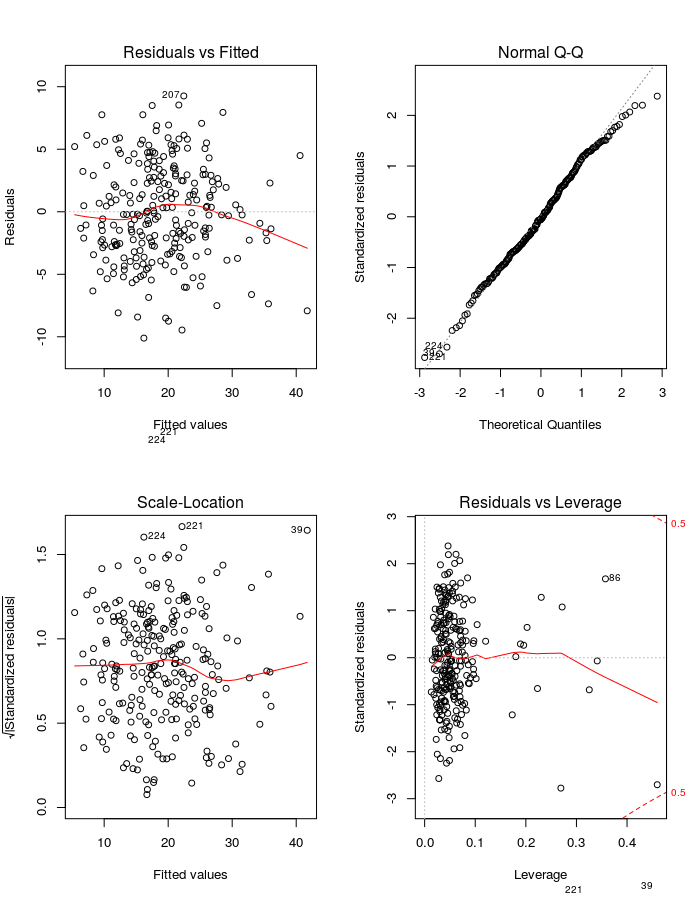 Residuals vs Fitted
Residuals
10
5
0
-5
-10
207
10 20 30 40
Fitted values
221
224
Normal Q-Q
Standardized residuals
2
1
0
-1
-2
224
39
221
-3 -2 -1 0 1 2 3
Theoretical Quantiles
Scale-Location
√|Standardized residuals|
1.5
1.0
0.5
0.0
224
221
39
10 20 30 40
Fitted values
Residuals vs Leverage
Standardized residuals
3
2
1
0
-1
-2
-3
0.5
86
0.5
0.0 0.1 0.2 0.3 0.4
Leverage
221
39